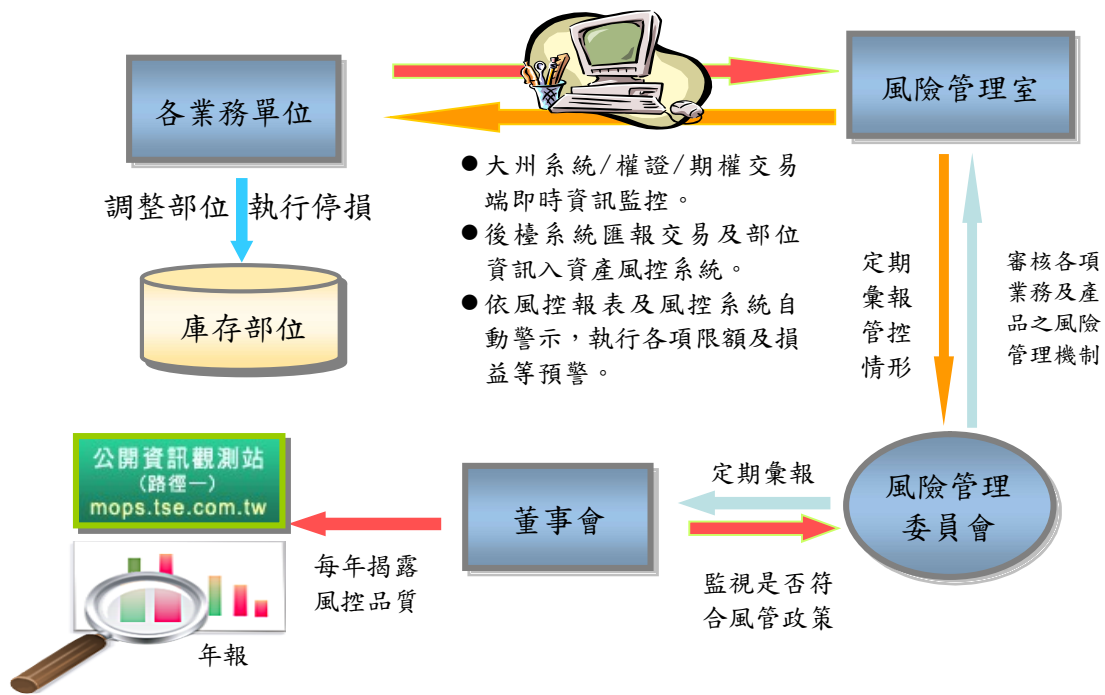 各業務單位
風險管理室
●大州系統/權證/期權交易
端即時資訊監控。
●後檯系統匯報交易及部位
資訊入資產風控系統。
●依風控報表及風控系統自
動警示,執行各項限額及損
益等預警。
調整部位 執行停損
庫存部位
定期
彙報
管控
情形
審核各項
業務及產
品之風險
管理機制
公開資訊觀測站
(路徑一)
mops.tse.com.tw
董事會
定期彙報
風險管理
委員會
監視是否符
合風管政策
每年揭露
風控品質
年報